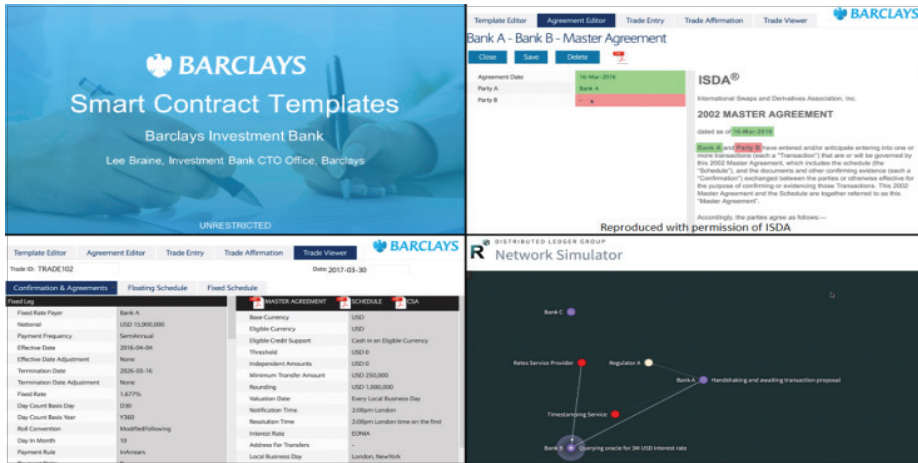 BARCLAYS
Smart Contract Templates
Barclays Investment Bank
Lee Braine, Investment Bank CTO Office, Barclays
UNRESTRICTED
Template Editor Agreement Editor Trade Entry Trade Affirmation Trade Viewer BARCLAYS
Bank A - Bank B - Master Agreement
Close Save Delete
Agreement Date 16-Mar-2016
Party A Bank A
Party B -
ISDA®
International Swaps and Derivatives Association, Inc.
2002 MASTER AGREEMENT
dated as of 16-Mar-2016
Bank A and Party B have entered and/or anticipate entering into one or
more transactions (each a "Transaction") that are or will be governed by
this 2002 Master Agreement, which includes the schedule (the
"Schedule"), and the documents and other confirming evidence (each a
"Confirmation") exchanged between the parties or otherwise effective for
the purpose of confirming or evidencing those Transactions. This 2002
Master Agreement and the Schedule are together referred to as this
"Master Agreement".
Accordingly, the parties agree as follows:—
Reproduced with permission of ISDA
Template Editor Agreement Editor Trade Entry Trade Affirmation Trade Viewer BARCLAYS
Trade ID: TRADE102 Date: 2017-03-30
Confirmation & Agreements Floating Schedule Fixed Schedule
Fixed Leg
Fixed Rate Payer Bank A
Notional USD 15,900,000
Payment Frequency SemiAnnual
Effective Date 2016-04-04
Effective Date Adjustment None
Termination Date 2026-03-16
Termination Date Adjustment None
Fixed Rate 1.677%
Day Count Basis Day D30
Day Count Basis Year Y360
Roll Convention ModifiedFollowing
Day In Month 10
Payment Rule InArrears
MASTER AGREEMENT SCHEDULE CSA
Base Currency USD
Eligible Currency USD
Eligible Credit Support Cash in an Eligible Currency
Threshold USD 0
Independent Amounts USD 0
Minimum Transfer Amount USD 250,000
Rounding USD 1,000,000
Valuation Date Every Local Business Day
Notification Time 2:00pm London
Resolution Time 2:00pm London time on the first
Interest Rate EONIA
Address For Transfers -
Local Business Day London, NewYork
DISTRIBUTED LEDGER GROUP
R Network Simulator
Bank C
Rates Service Provider
Regulator A
Bank A Handshaking and awaiting transaction proposal
Timestamping Service
Bank B Querying oracle for 3M USD interest rate